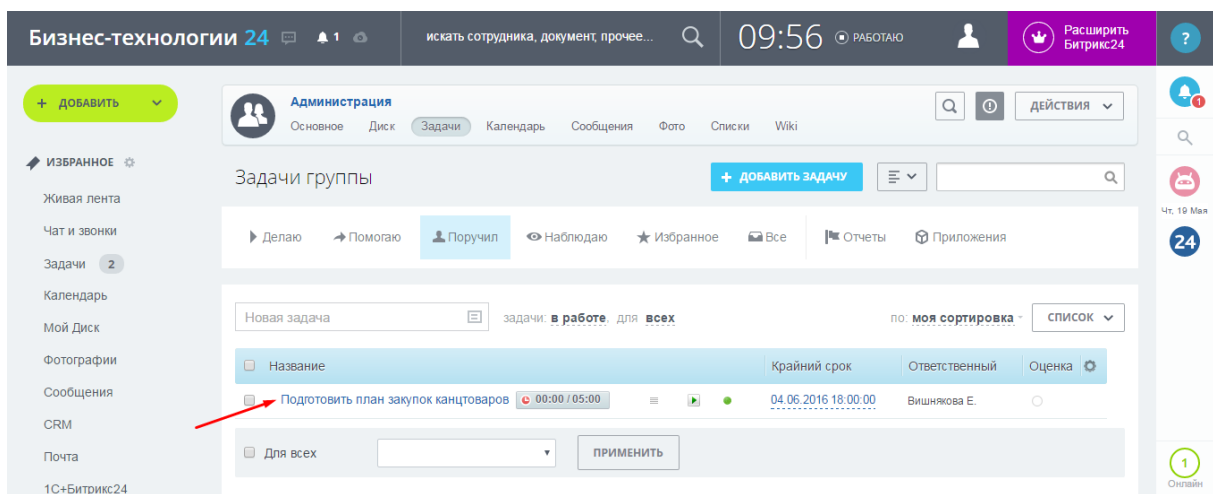 Бизнес-технологии 24 1 искать сотрудника, документ, прочее... 09:56 РАБОТАЮ Расширить Битрикс24 ?
+ ДОБАВИТЬ
ИЗБРАННОЕ
Живая лента
Чат и звонки
Задачи 2
Календарь
Мой Диск
Фотографии
Сообщения
CRM
Почта
1С+Битрикс24
Администрация
Основное Диск Задачи Календарь Сообщения Фото Списки Wiki
ДЕЙСТВИЯ
Задачи группы + ДОБАВИТЬ ЗАДАЧУ
Делаю Помогаю Поручил Наблюдаю Избранное Все Отчеты Приложения
Новая задача задачи: в работе, для всех по: моя сортировка СПИСОК
Название Крайний срок Ответственный Оценка
Подготовить план закупок канцтоваров 00:00 / 05:00 04.06.2016 18:00:00 Вишнякова Е.
Для всех ПРИМЕНИТЬ
1
Чт, 19 Мая
24
1
Онлайн